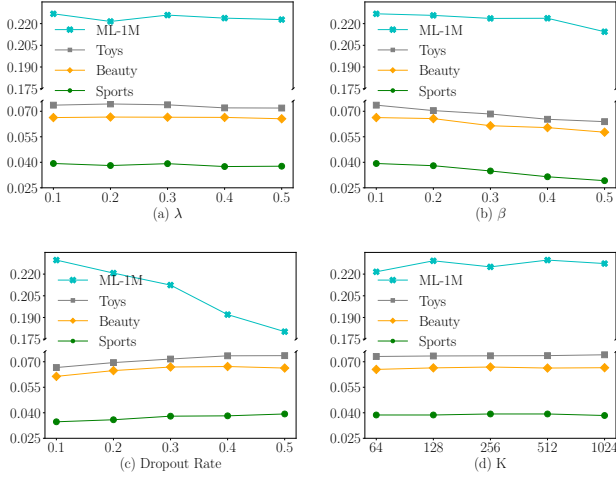 0.220
0.205
0.190
0.175
0.070
0.055
0.040
0.025
ML-1M
Toys
Beauty
Sports
0.1 0.2 0.3 0.4 0.5
(a) λ
0.220
0.205
0.190
0.175
0.070
0.055
0.040
0.025
ML-1M
Toys
Beauty
Sports
0.1 0.2 0.3 0.4 0.5
(b) β
0.220
0.205
0.190
0.175
0.070
0.055
0.040
0.025
ML-1M
Toys
Beauty
Sports
0.1 0.2 0.3 0.4 0.5
(c) Dropout Rate
0.220
0.205
0.190
0.175
0.070
0.055
0.040
0.025
ML-1M
Toys
Beauty
Sports
64 128 256 512 1024
(d) K